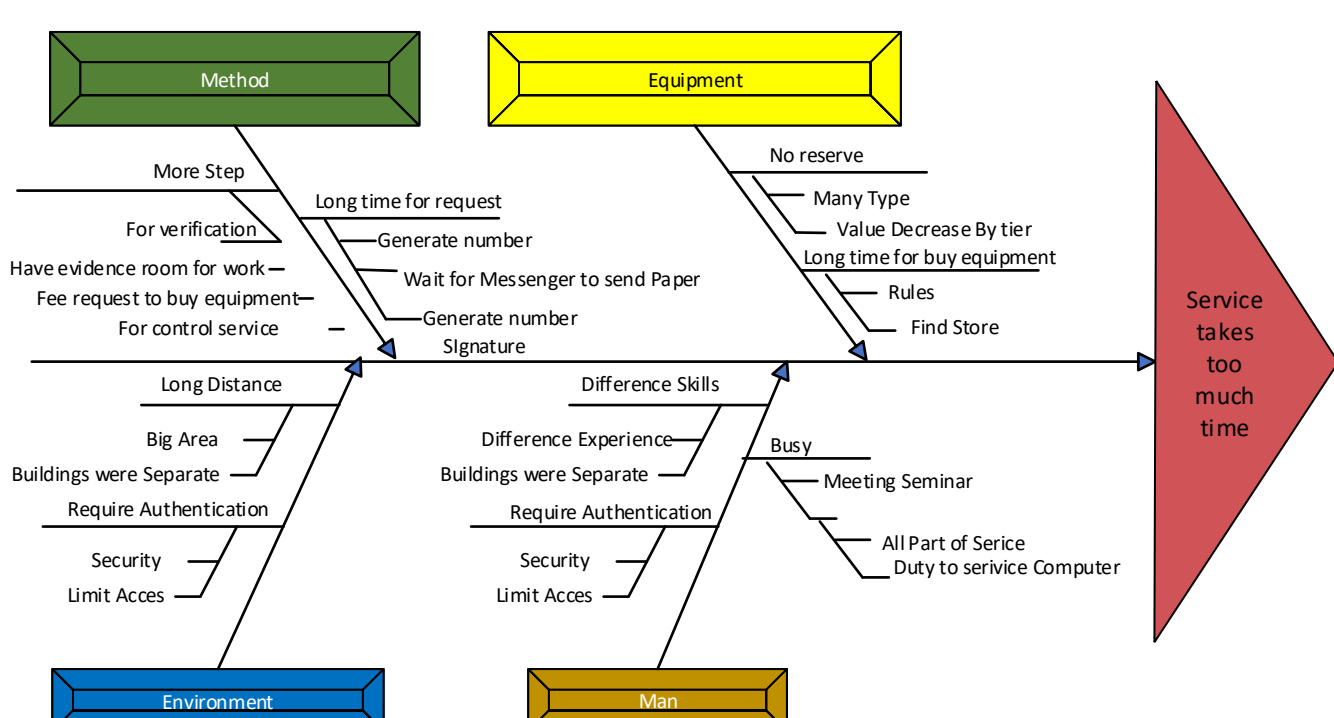 Method
Equipment
More Step
For verification
Have evidence room for work
Fee request to buy equipment
For control service
Long time for request
Generate number
Wait for Messenger to send Paper
Generate number
SIgnature
No reserve
Many Type
Value Decrease By tier
Long time for buy equipment
Rules
Find Store
Service
takes
too
much
time
Long Distance
Big Area
Buildings were Separate
Require Authentication
Security
Limit Acces
Difference Skills
Difference Experience
Buildings were Separate
Require Authentication
Security
Limit Acces
Busy
Meeting Seminar
All Part of Serice
Duty to serivice Computer
Environment
Man